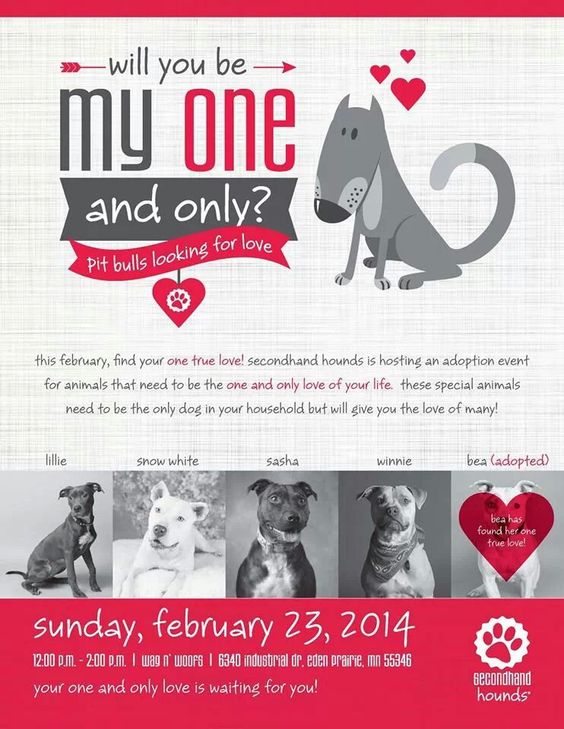 will you be
my one
and only?
pit bulls looking for love
this february, find your one true love! secondhand hounds is hosting an adoption event
for animals that need to be the one and only love of your life. these special animals
need to be the only dog in your household but will give you the love of many!
lillie
snow white
sasha
winnie
bea (adopted)
bea has
found her one
true love!
sunday, february 23, 2014
12:00 p.m. - 2:00 p.m. | wag n' woofs | 6340 industrial dr, eden prairie, mn 55346
your one and only love is waiting for you!
secondhand
hounds®